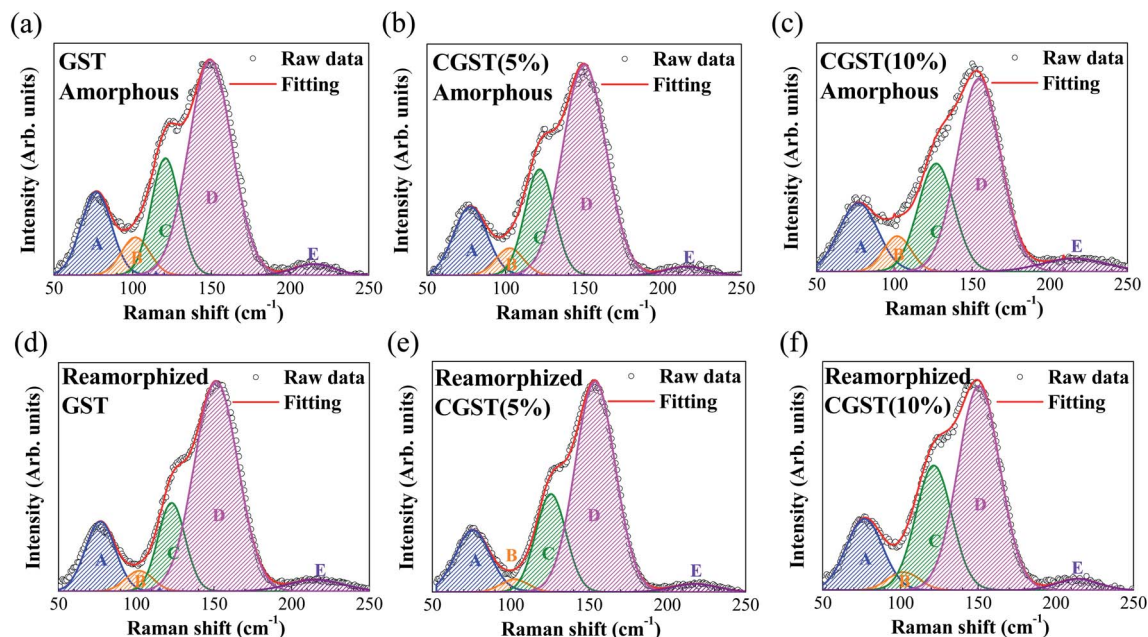 (a)
GST
Amorphous
Raw data
Fitting
Intensity (Arb. units)
A
B
C
D
E
50 100 150 200 250
Raman shift (cm-1)
(b)
CGST(5%)
Amorphous
Raw data
Fitting
Intensity (Arb. units)
A
B
C
D
E
50 100 150 200 250
Raman shift (cm-1)
(c)
CGST(10%)
Amorphous
Raw data
Fitting
Intensity (Arb. units)
A
B
C
D
E
50 100 150 200 250
Raman shift (cm-1)
(d)
Reamorphized
GST
Raw data
Fitting
Intensity (Arb. units)
A
B
C
D
E
50 100 150 200 250
Raman shift (cm-1)
(e)
Reamorphized
CGST(5%)
Raw data
Fitting
Intensity (Arb. units)
A
B
C
D
E
50 100 150 200 250
Raman shift (cm-1)
(f)
Reamorphized
CGST(10%)
Raw data
Fitting
Intensity (Arb. units)
A
B
C
D
E
50 100 150 200 250
Raman shift (cm-1)